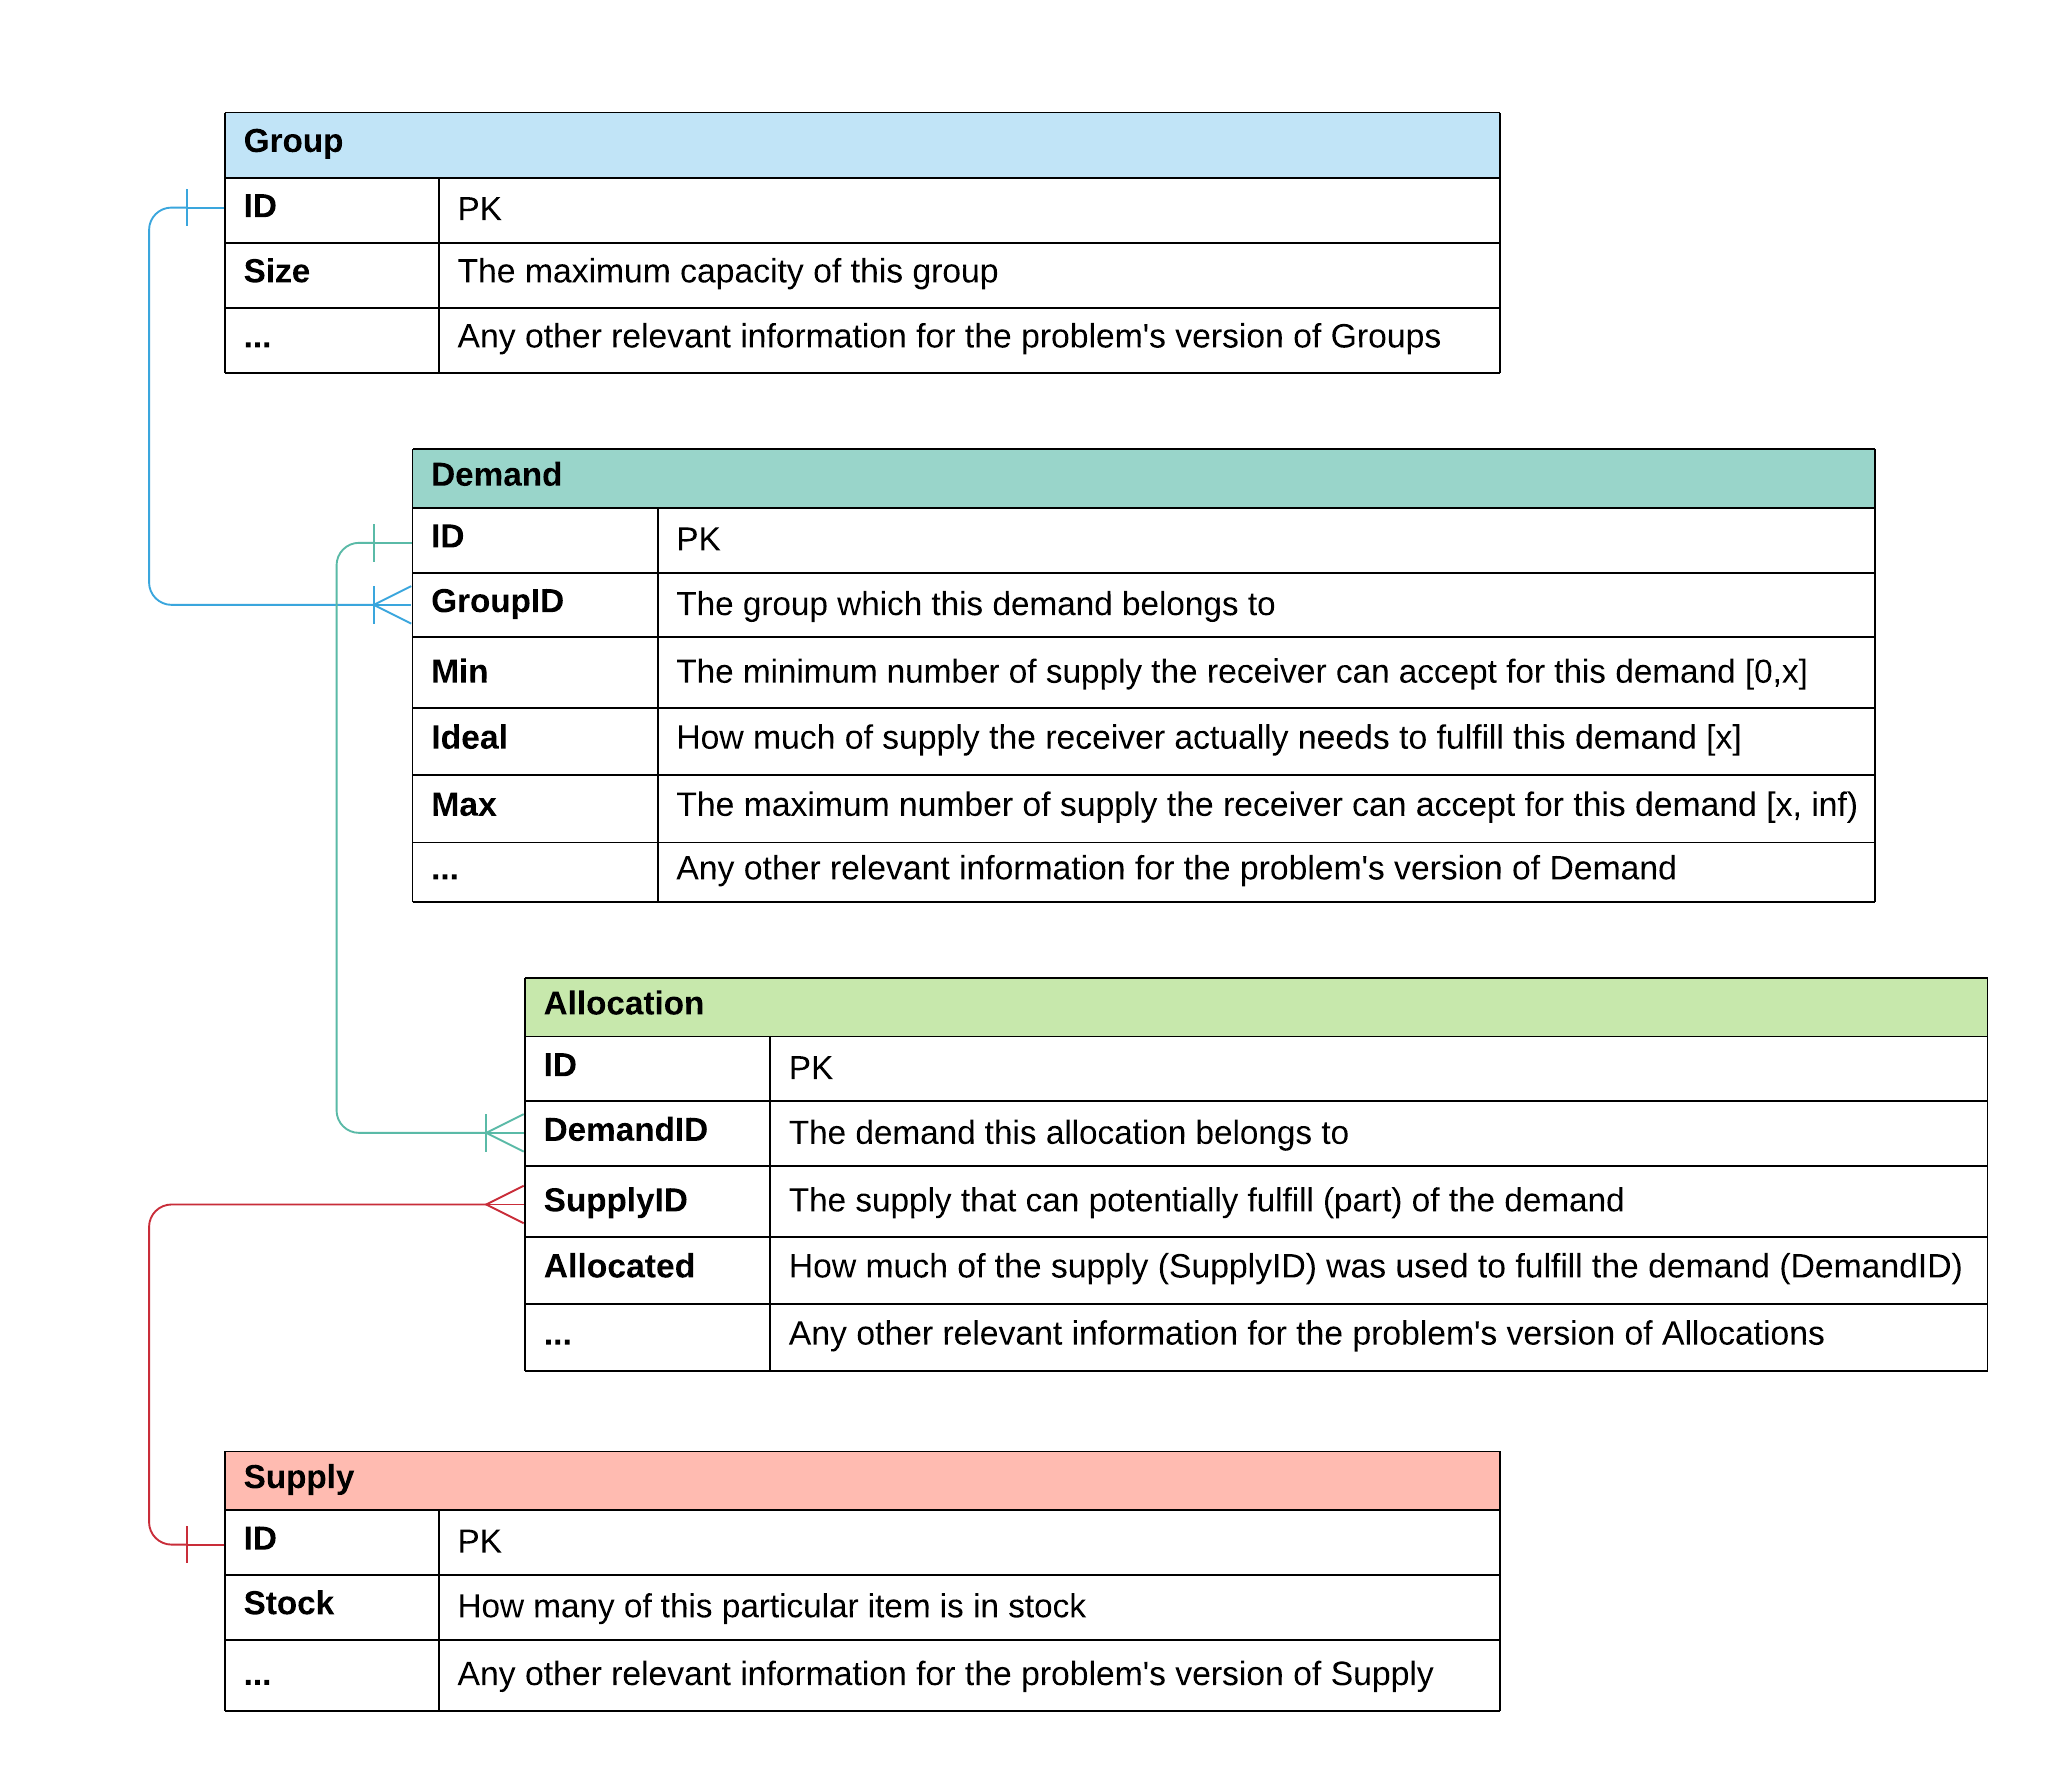 Group
ID PK
Size The maximum capacity of this group
... Any other relevant information for the problem's version of Groups
Demand
ID PK
GroupID The group which this demand belongs to
Min The minimum number of supply the receiver can accept for this demand [0,x]
Ideal How much of supply the receiver actually needs to fulfill this demand [x]
Max The maximum number of supply the receiver can accept for this demand [x, inf)
... Any other relevant information for the problem's version of Demand
Allocation
ID PK
DemandID The demand this allocation belongs to
SupplyID The supply that can potentially fulfill (part) of the demand
Allocated How much of the supply (SupplyID) was used to fulfill the demand (DemandID)
... Any other relevant information for the problem's version of Allocations
Supply
ID PK
Stock How many of this particular item is in stock
... Any other relevant information for the problem's version of Supply